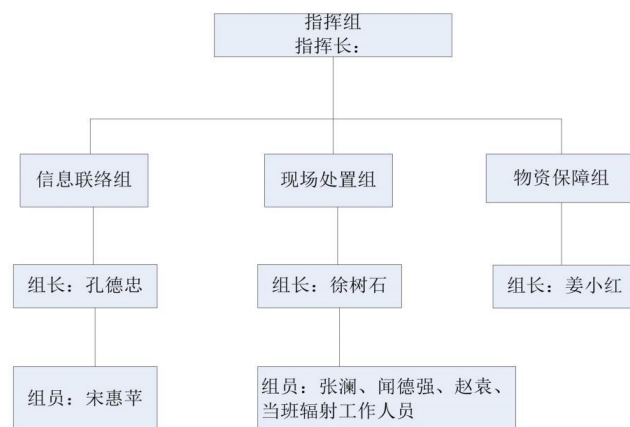 指挥组
指挥长：
信息联络组
现场处置组
物资保障组
组长：孔德忠
组长：徐树石
组长：姜小红
组员：宋惠苹
组员：张澜、闻德强、赵袁、
当班辐射工作人员